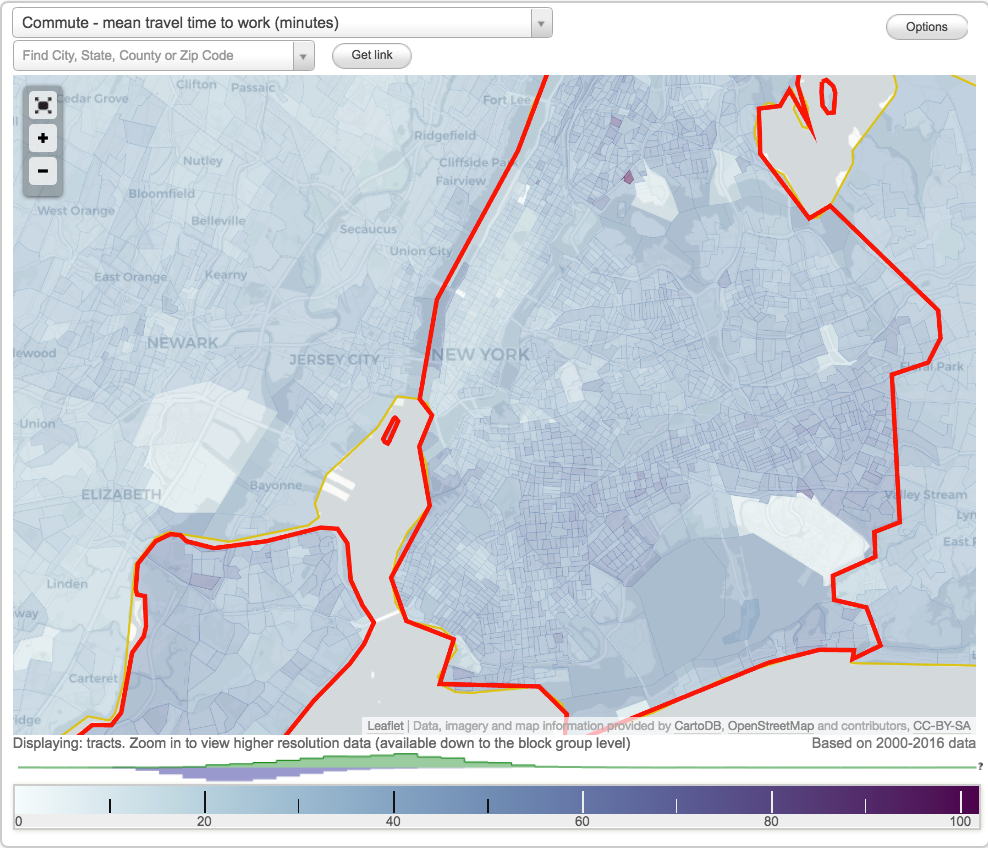 Commute - mean travel time to work (minutes)
Options
Find City, State, County or Zip Code
Get link
Cedar Grove
Clifton
Passaic
Fort Lee
Ridgefield
Nutley
Cliffside Pa
Fairview
Bloomfield
West Orange
Belleville
Secaucus
Union City
East Orange
Kearny
NEWARK
JERSEY CITY
NEW YORK
lewood
Floral Park
Union
ELIZABETH
Bayonne
Valley Stream
Lyn
East
Linden
way
Carteret
ridge
Leaflet | Data, imagery and map information provided by CartoDB, OpenStreetMap and contributors, CC-BY-SA
Displaying: tracts. Zoom in to view higher resolution data (available down to the block group level)
Based on 2000-2016 data
?
0 20 40 60 80 100